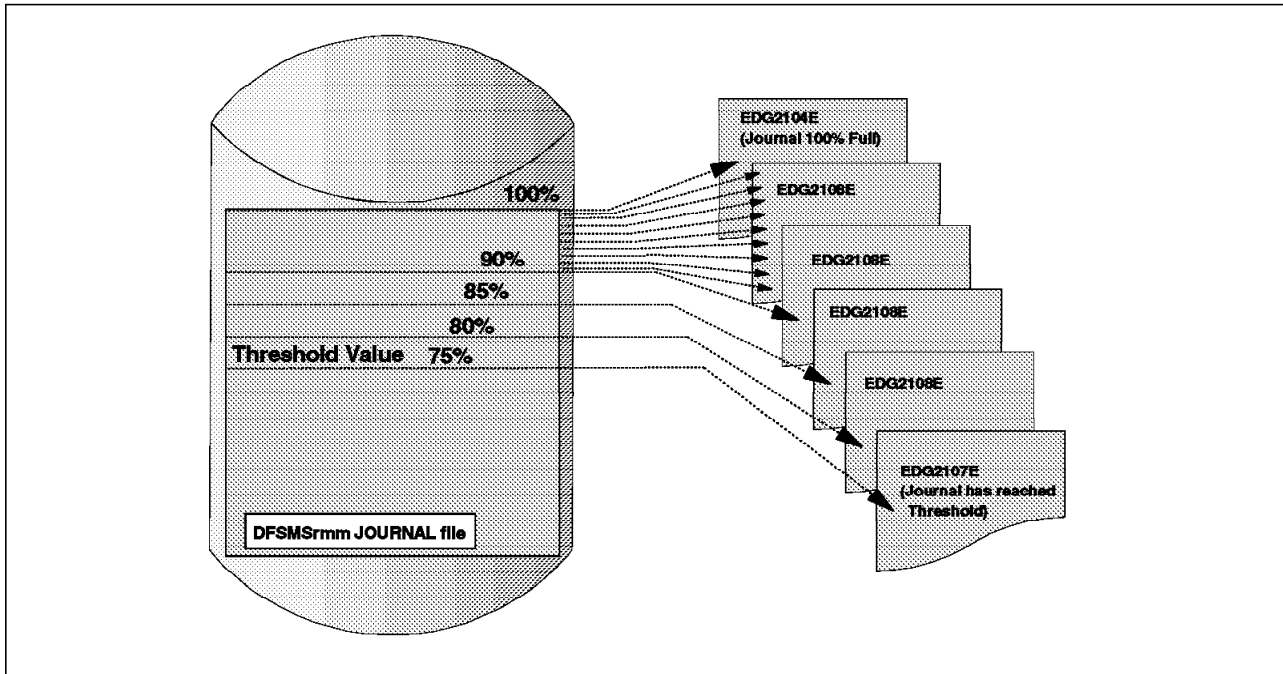 EDG2104E
(Journal 100% Full)
100%
EDG2108E
90%
EDG2108E
85%
EDG2108E
80%
Threshold Value 75%
EDG2108E
EDG2107E
(Journal has reached
Threshold)
DFSMSrmm JOURNAL file